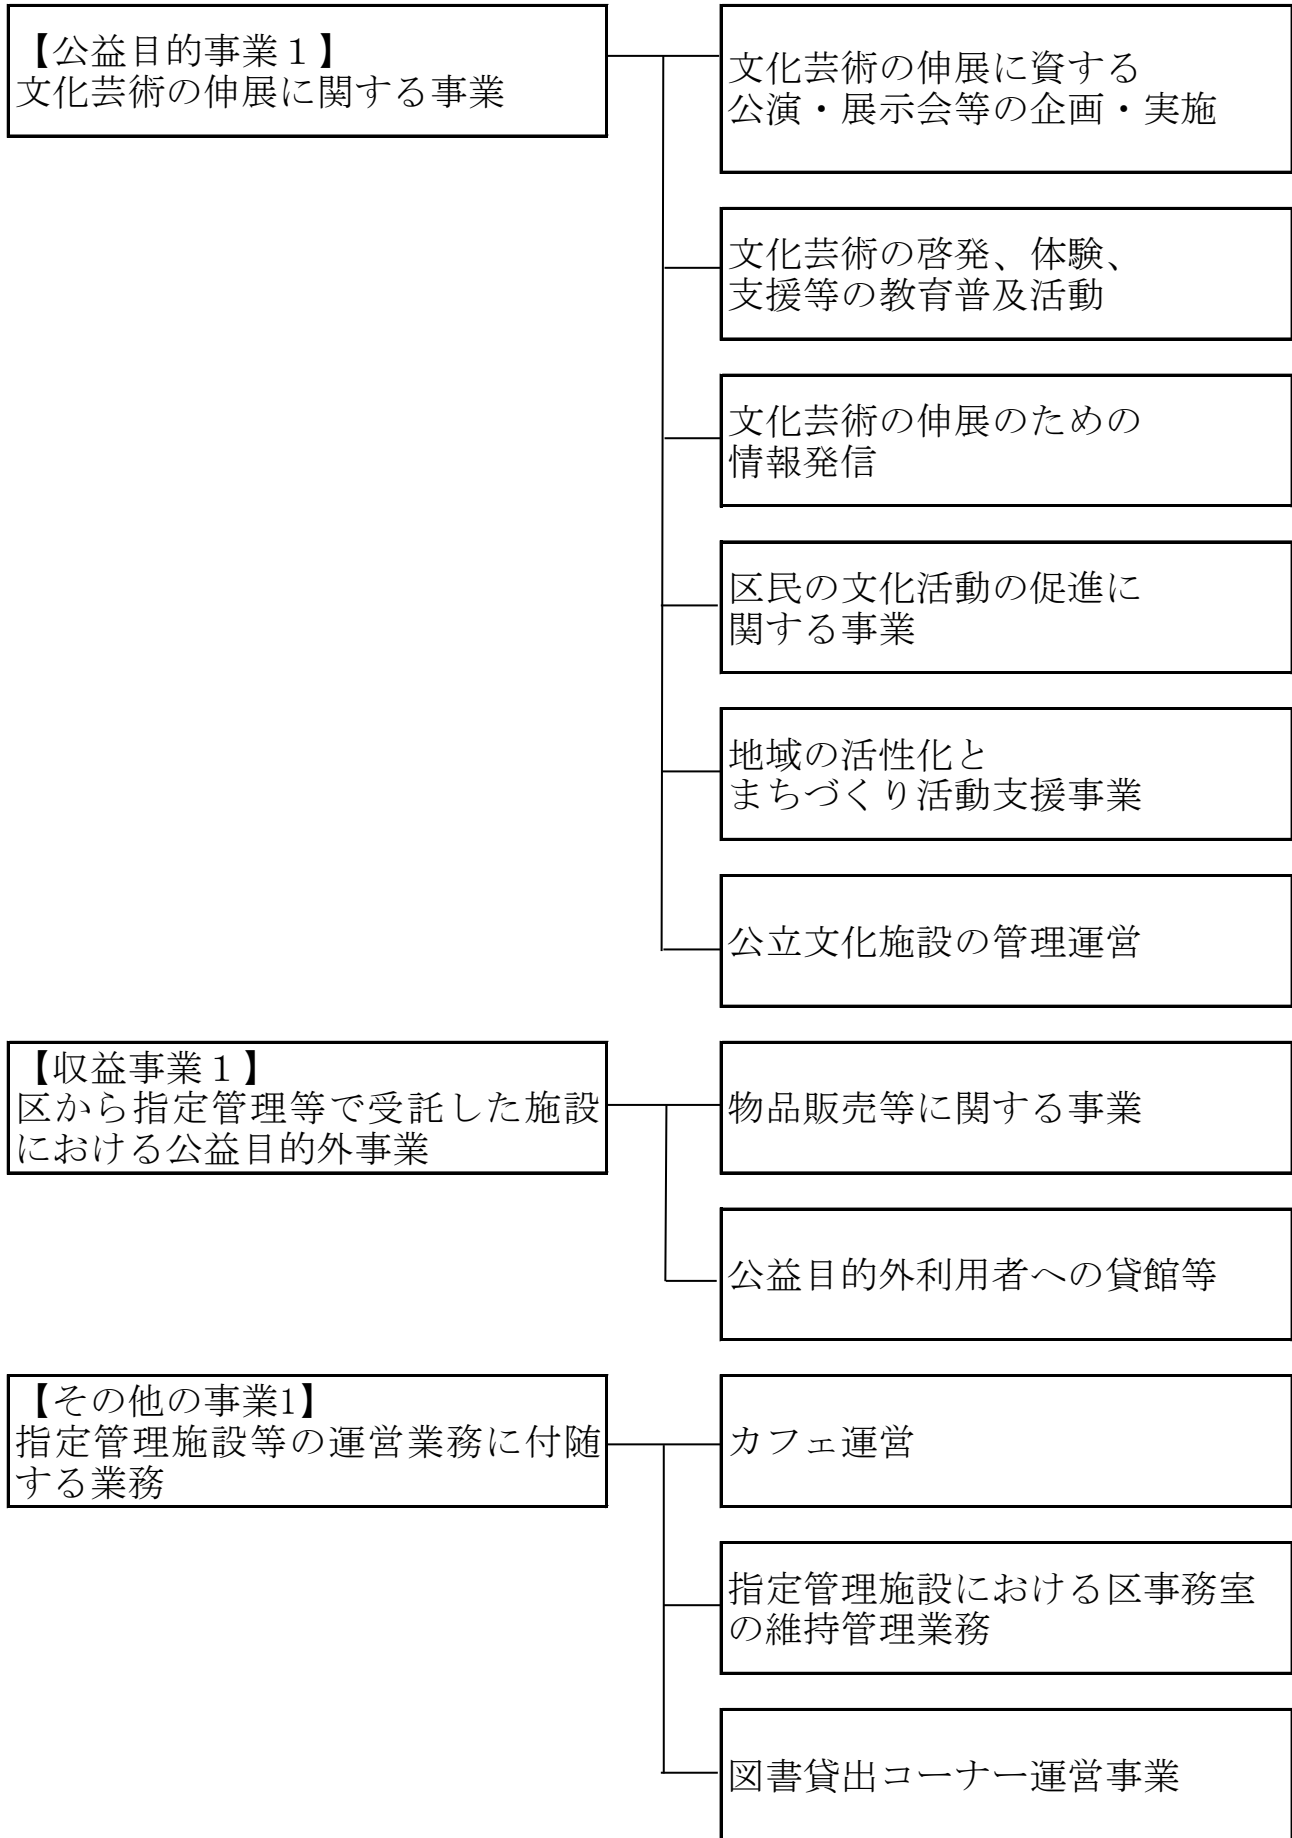 【公益目的事業１】
文化芸術の伸展に関する事業
文化芸術の伸展に資する
公演・展示会等の企画・実施
文化芸術の啓発、体験、
支援等の教育普及活動
文化芸術の伸展のための
情報発信
区民の文化活動の促進に
関する事業
地域の活性化と
まちづくり活動支援事業
公立文化施設の管理運営
【収益事業１】
区から指定管理等で受託した施設
における公益目的外事業
物品販売等に関する事業
公益目的外利用者への貸館等
【その他の事業1】
指定管理施設等の運営業務に付随
する業務
カフェ運営
指定管理施設における区事務室
の維持管理業務
図書貸出コーナー運営事業